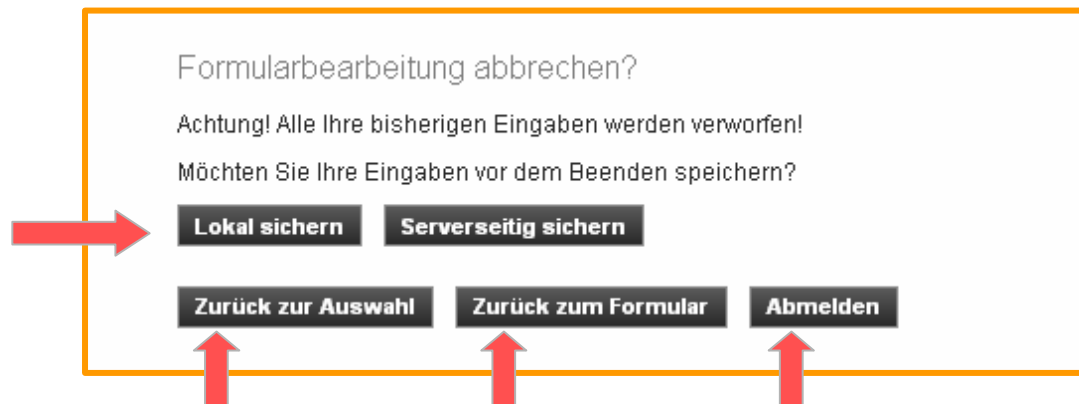 Formularbearbeitung abbrechen?
Achtung! Alle Ihre bisherigen Eingaben werden verworfen!
Möchten Sie Ihre Eingaben vor dem Beenden speichern?
Lokal sichern Serverseitig sichern
Zurück zur Auswahl Zurück zum Formular Abmelden